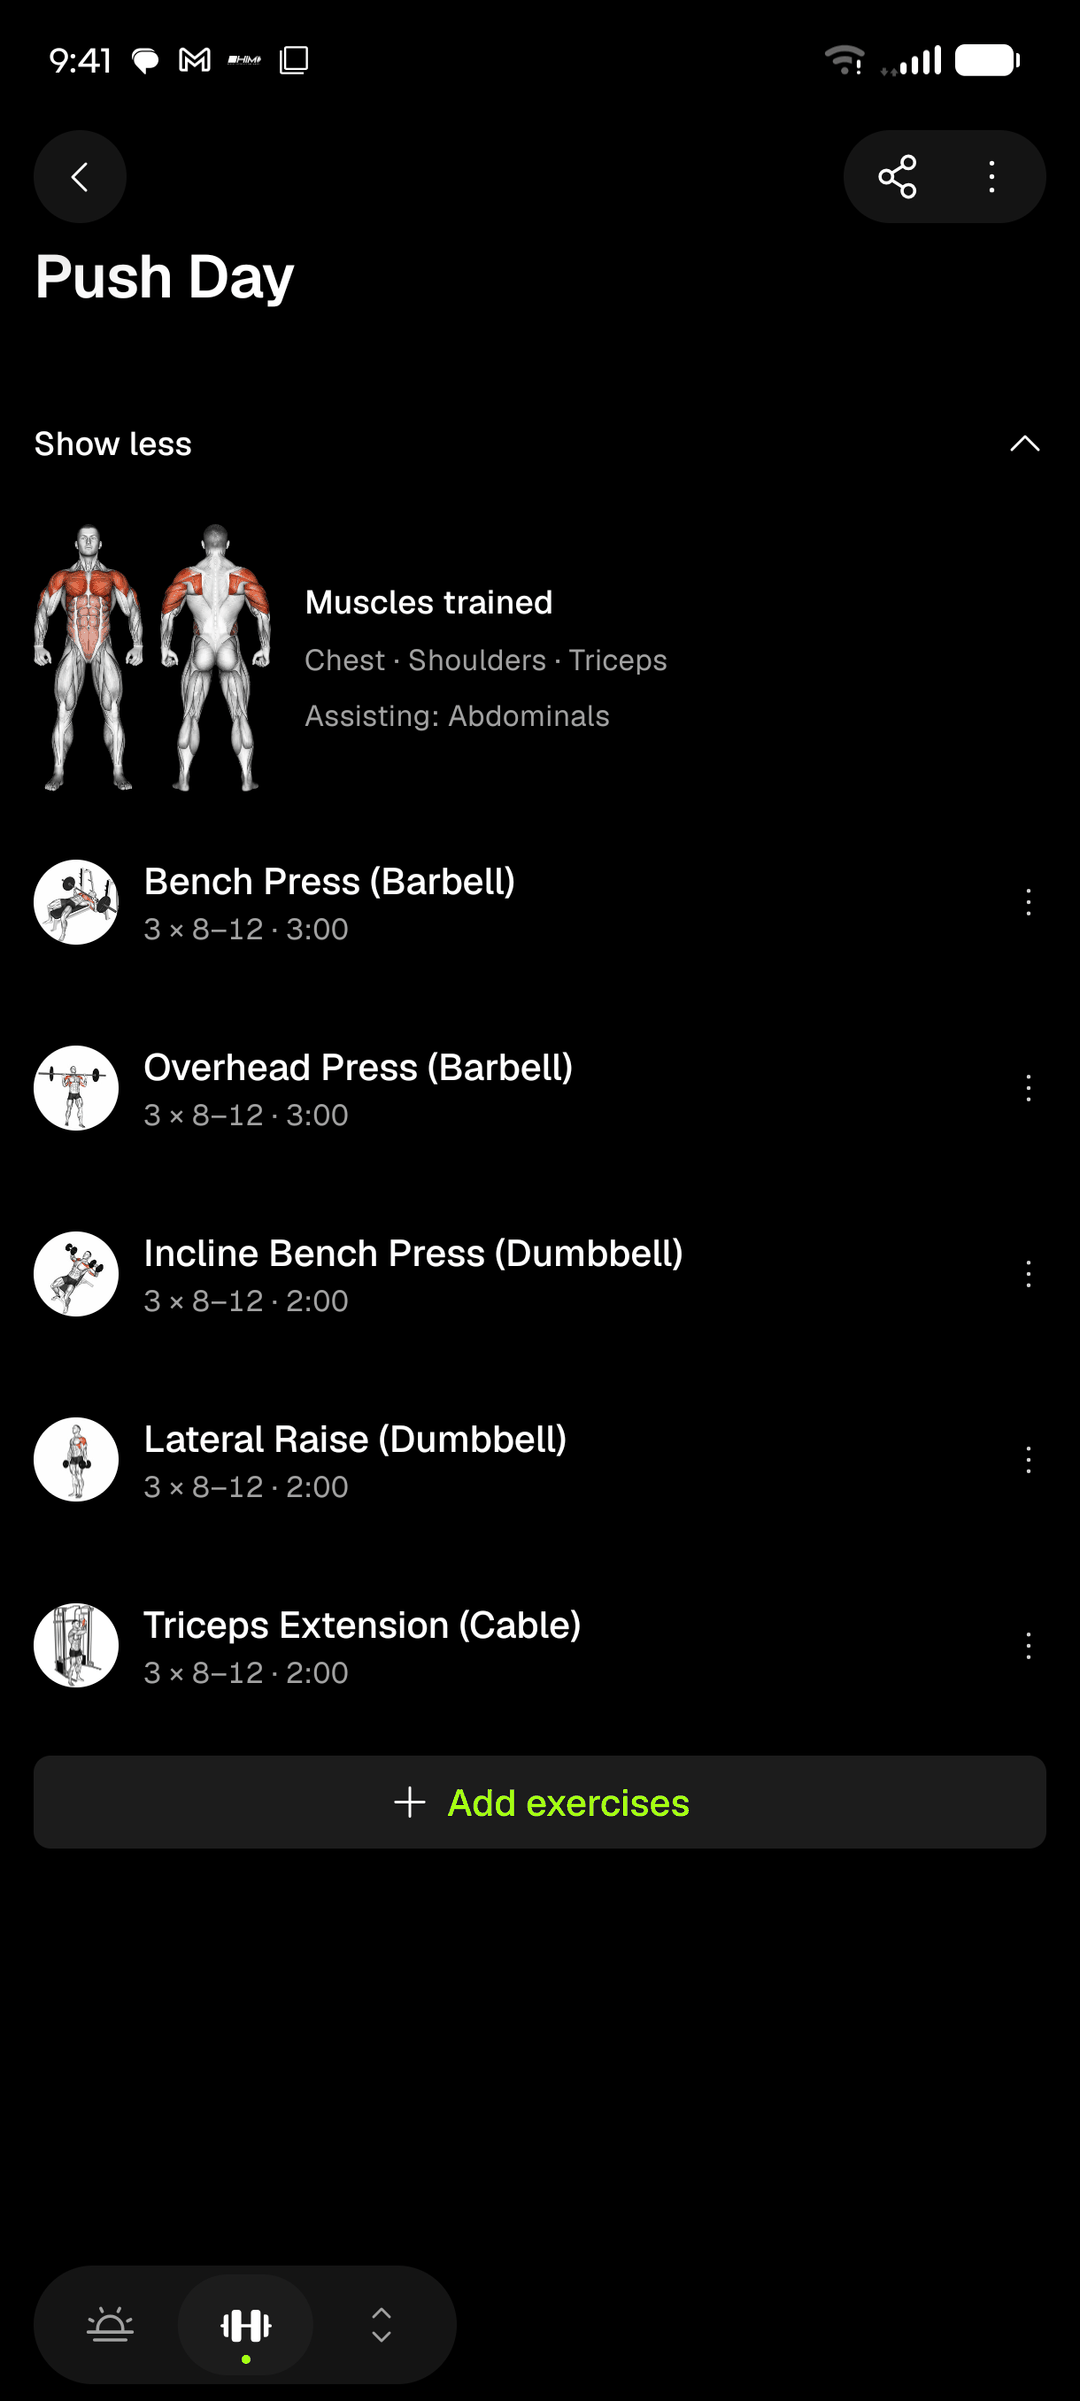 9:41
Push Day
Show less
Muscles trained
Chest · Shoulders · Triceps
Assisting: Abdominals
Bench Press (Barbell)
3 × 8–12 · 3:00
Overhead Press (Barbell)
3 × 8–12 · 3:00
Incline Bench Press (Dumbbell)
3 × 8–12 · 2:00
Lateral Raise (Dumbbell)
3 × 8–12 · 2:00
Triceps Extension (Cable)
3 × 8–12 · 2:00
Add exercises